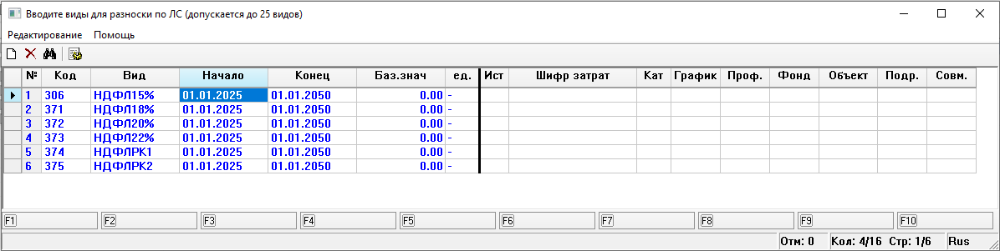 Вводите виды для разноски по ЛС (допускается до 25 видов)
Редактирование Помощь
№ Код Вид Начало Конец Баз.знач ед. Ист Шифр затрат Кат График Проф. Фонд Объект Подр. Совм.
1 306 НДФЛ15% 01.01.2025 01.01.2050 0.00 -
2 371 НДФЛ18% 01.01.2025 01.01.2050 0.00 -
3 372 НДФЛ20% 01.01.2025 01.01.2050 0.00 -
4 373 НДФЛ22% 01.01.2025 01.01.2050 0.00 -
5 374 НДФЛРК1 01.01.2025 01.01.2050 0.00 -
6 375 НДФЛРК2 01.01.2025 01.01.2050 0.00 -
F1 F2 F3 F4 F5 F6 F7 F8 F9 F10
Отм: 0 Кол: 4/16 Стр: 1/6 Rus